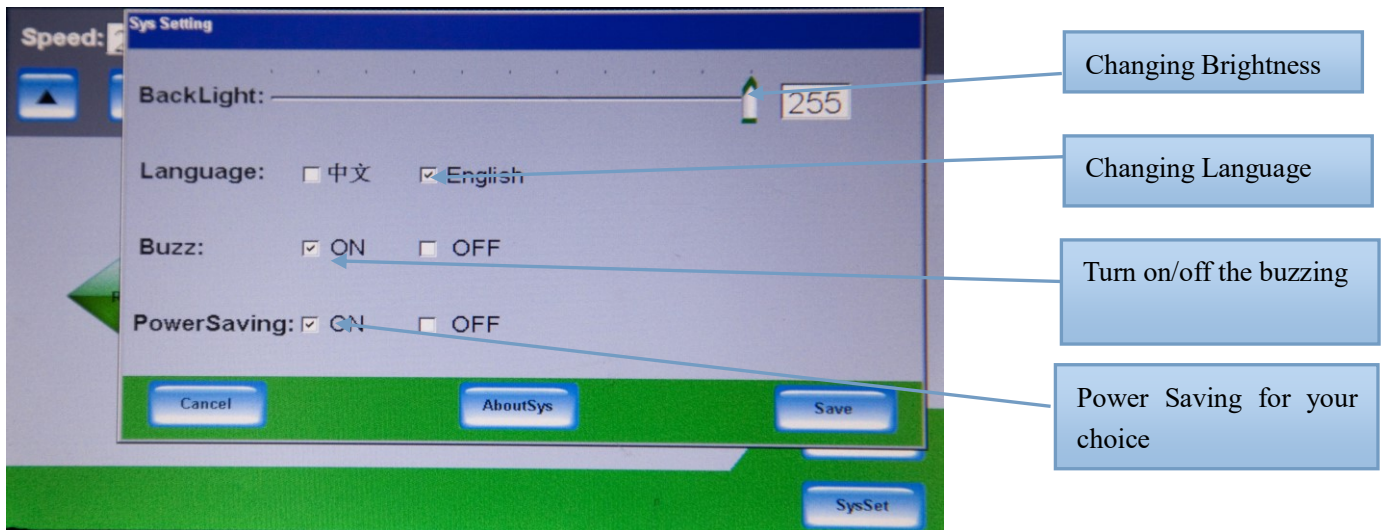 Sys Setting
Speed:
BackLight: 255
Language: 中文 English
Buzz: ON OFF
PowerSaving: ON OFF
Cancel AboutSys Save
SysSet
Changing Brightness
Changing Language
Turn on/off the buzzing
Power Saving for your
choice